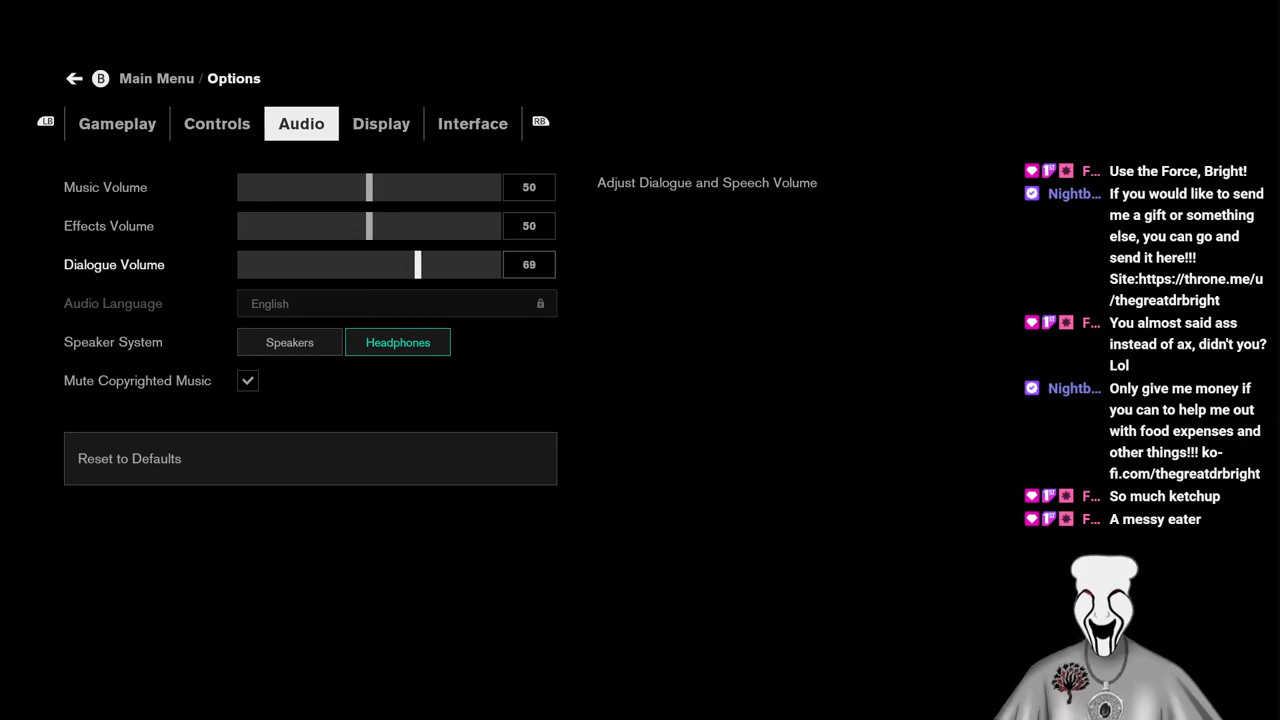 B Main Menu / Options
LB Gameplay Controls Audio Display Interface RB
Music Volume 50
Adjust Dialogue and Speech Volume
Effects Volume 50
Dialogue Volume 69
Audio Language English
Speaker System Speakers Headphones
Mute Copyrighted Music
Reset to Defaults
F... Use the Force, Bright!
Nightb... If you would like to send
me a gift or something
else, you can go and
send it here!!!
Site:https://throne.me/u
/thegreatdrbright
F... You almost said ass
instead of ax, didn't you?
Lol
Nightb... Only give me money if
you can to help me out
with food expenses and
other things!!! ko-
fi.com/thegreatdrbright
F... So much ketchup
F... A messy eater